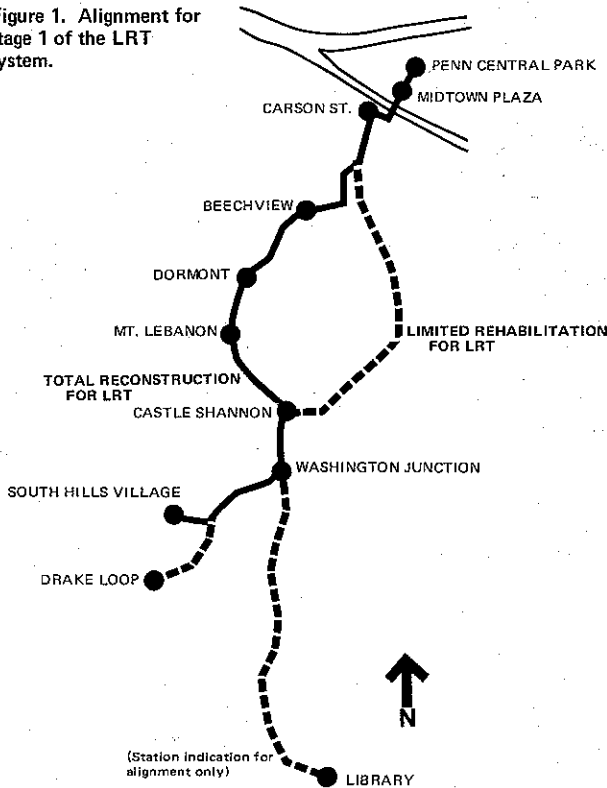 igure 1. Alignment for
tage 1 of the LRT
ystem.
PENN CENTRAL PARK
MIDTOWN PLAZA
CARSON ST.
BEECHVIEW
DORMONT
MT. LEBANON
LIMITED REHABILITATION
FOR LRT
TOTAL RECONSTRUCTION
FOR LRT
CASTLE SHANNON
WASHINGTON JUNCTION
SOUTH HILLS VILLAGE
DRAKE LOOP
N
(Station indication for
alignment only)
LIBRARY